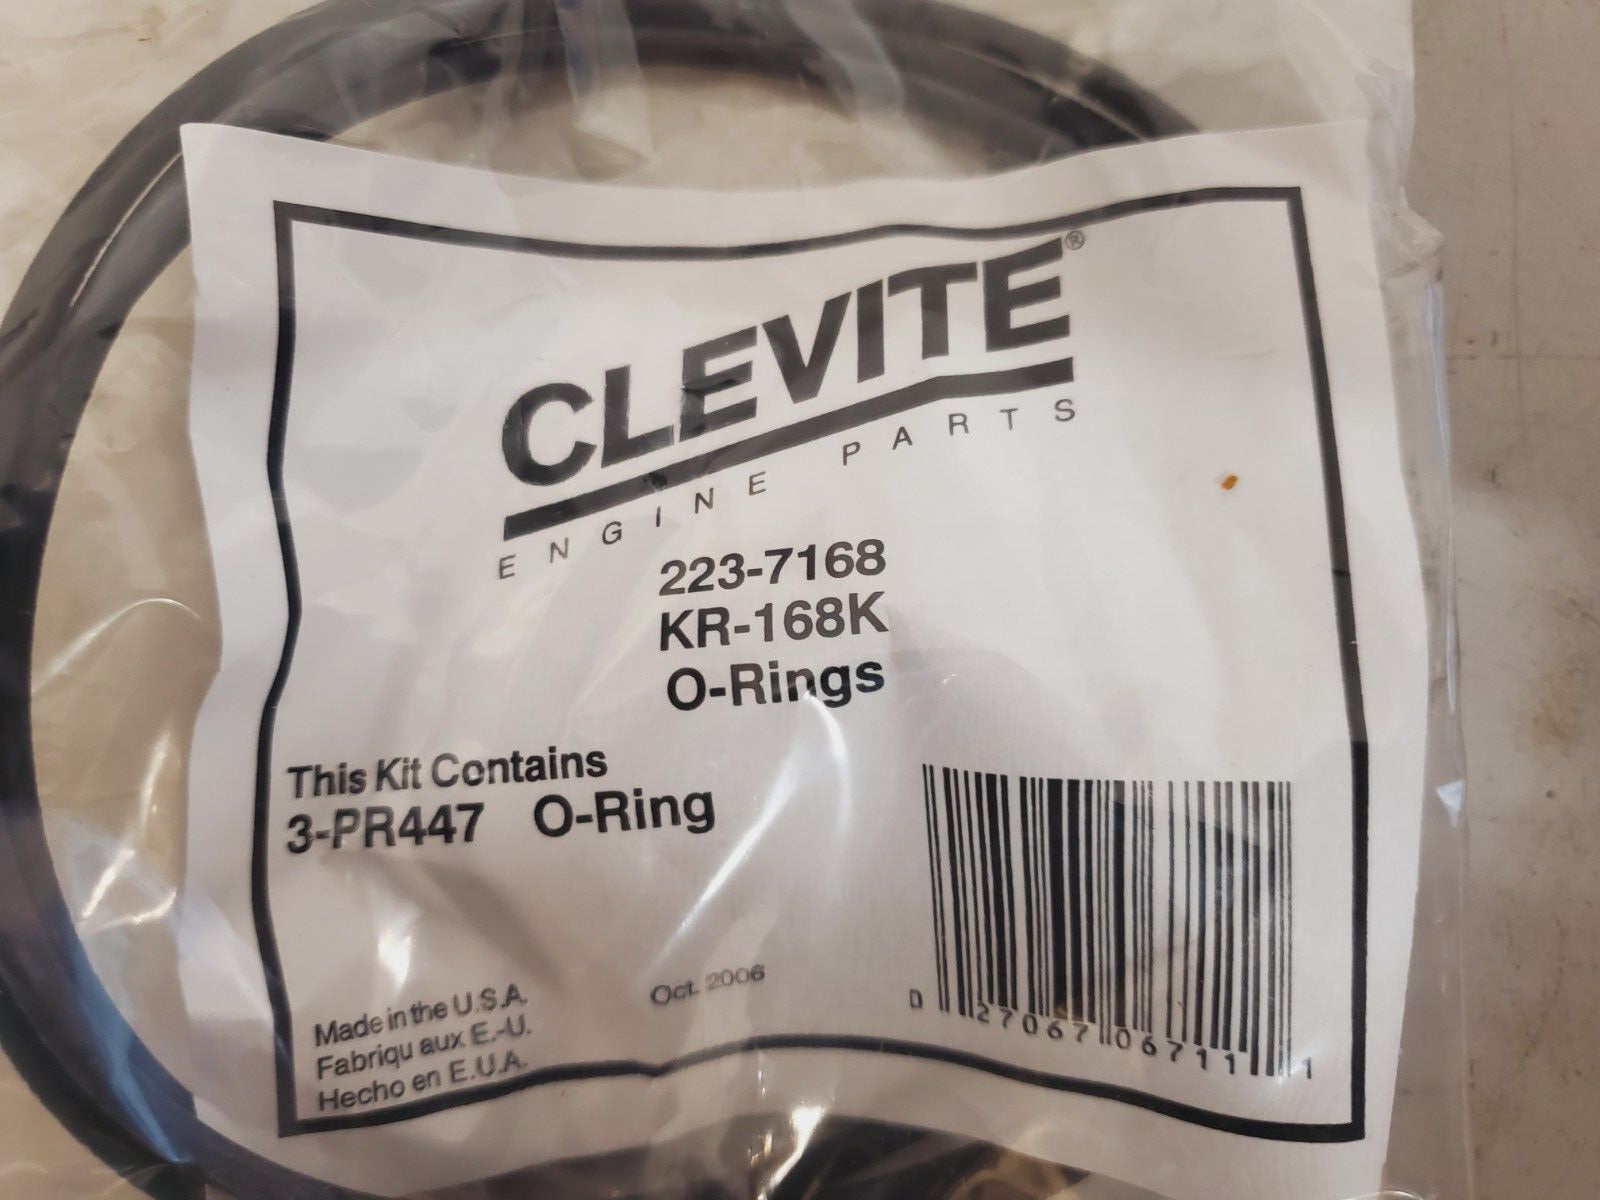 CLEVITE®
ENGINE PARTS
223-7168
KR-168K
O-Rings
This Kit Contains
3-PR447 O-Ring
Made in the U.S.A.
Fabriqu aux E.-U.
Hecho en E.U.A.
Oct. 2006
0 27067 06711 1